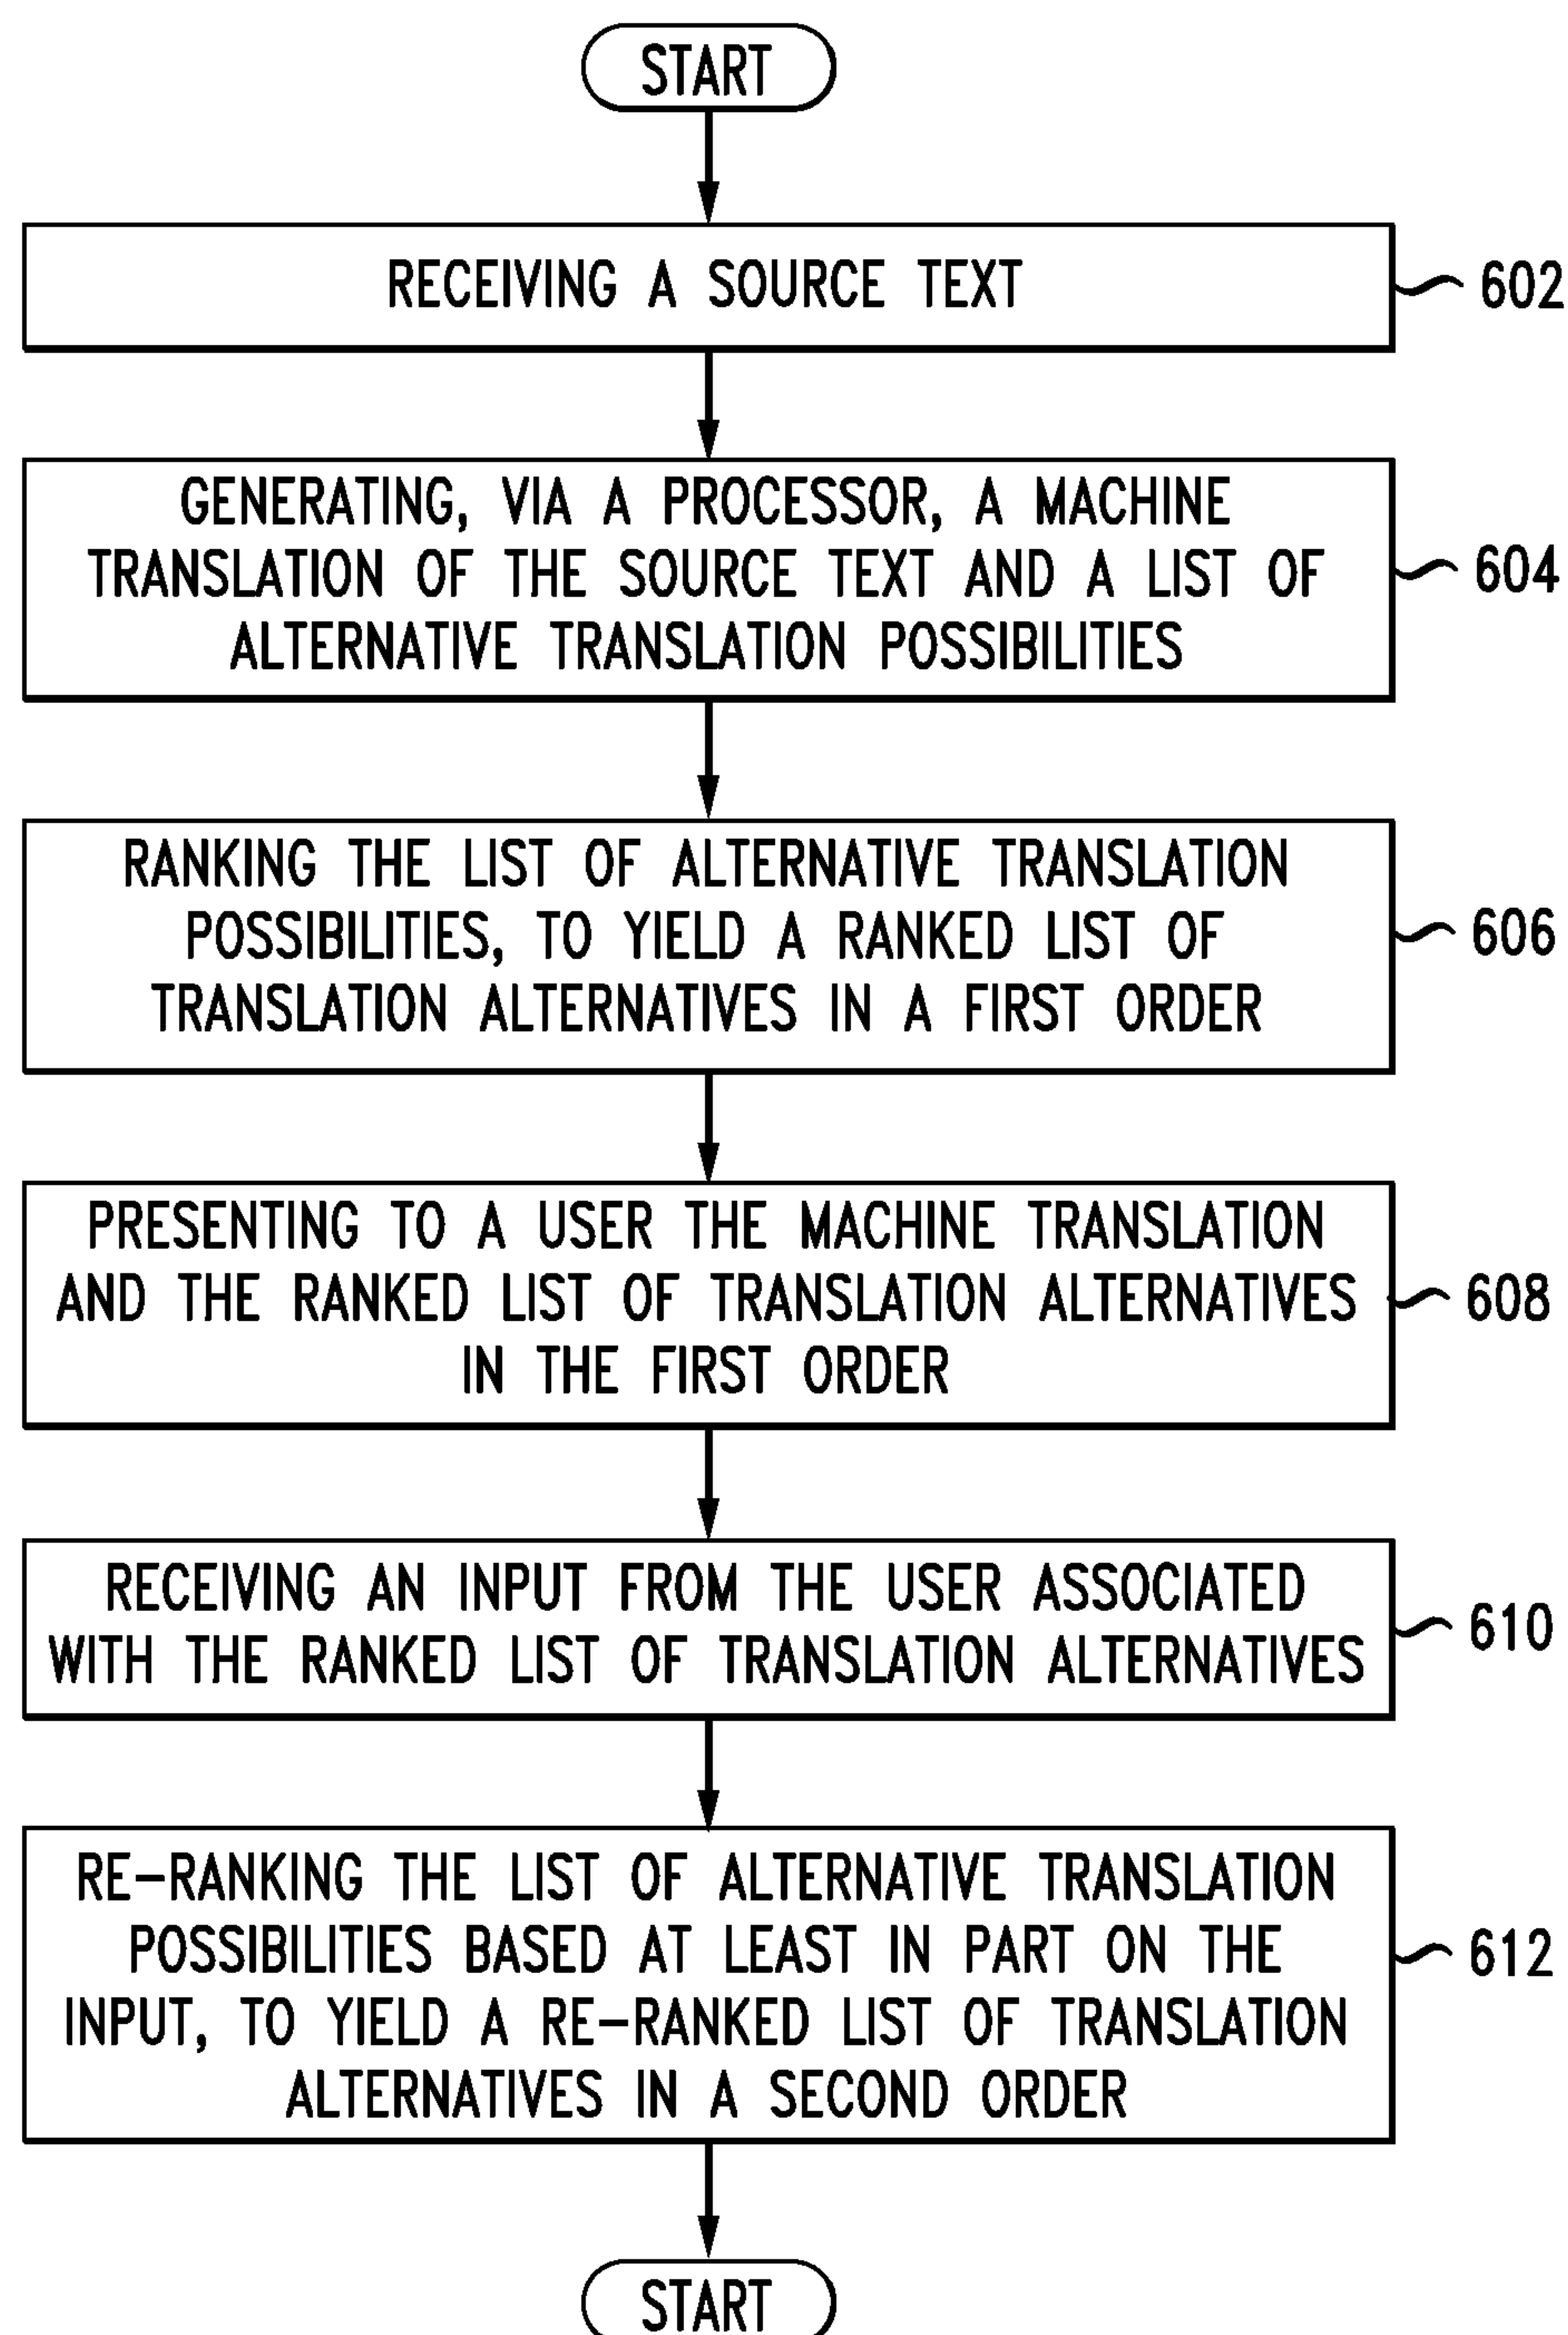 START
RECEIVING A SOURCE TEXT
602
GENERATING, VIA A PROCESSOR, A MACHINE
TRANSLATION OF THE SOURCE TEXT AND A LIST OF
ALTERNATIVE TRANSLATION POSSIBILITIES
604
RANKING THE LIST OF ALTERNATIVE TRANSLATION
POSSIBILITIES, TO YIELD A RANKED LIST OF
TRANSLATION ALTERNATIVES IN A FIRST ORDER
606
PRESENTING TO A USER THE MACHINE TRANSLATION
AND THE RANKED LIST OF TRANSLATION ALTERNATIVES
IN THE FIRST ORDER
608
RECEIVING AN INPUT FROM THE USER ASSOCIATED
WITH THE RANKED LIST OF TRANSLATION ALTERNATIVES
610
RE-RANKING THE LIST OF ALTERNATIVE TRANSLATION
POSSIBILITIES BASED AT LEAST IN PART ON THE
INPUT, TO YIELD A RE-RANKED LIST OF TRANSLATION
ALTERNATIVES IN A SECOND ORDER
612
START